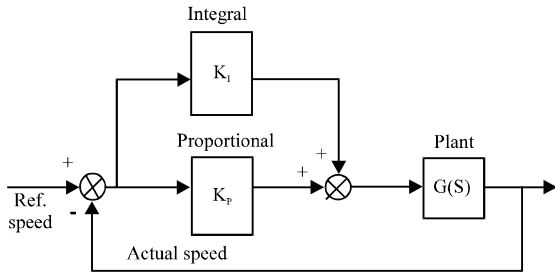 Integral
K_I
Proportional
Plant
+
+
+
K_P
G(S)
Ref.
speed
-
Actual speed